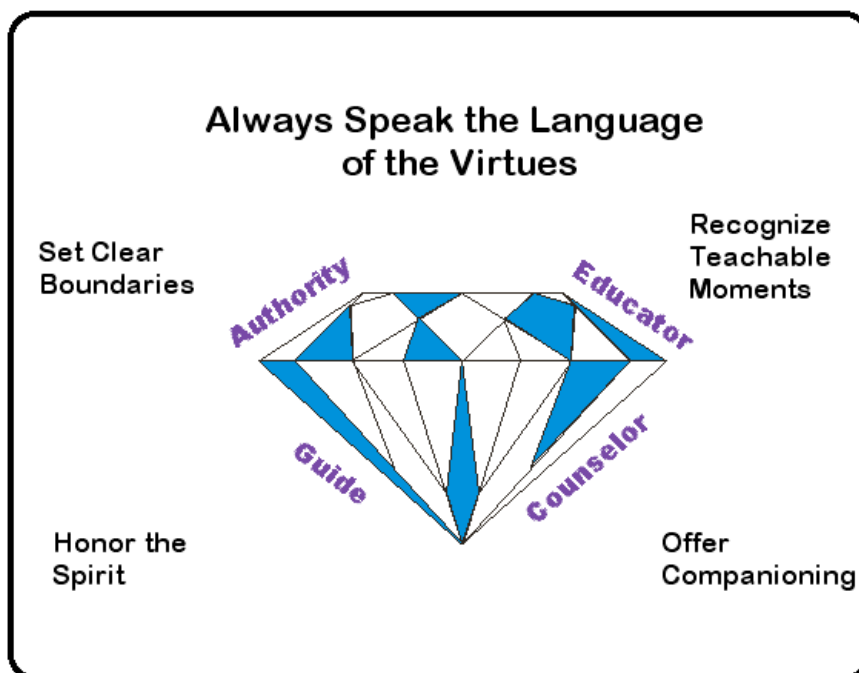 Always Speak the Language
of the Virtues
Set Clear
Boundaries
Recognize
Teachable
Moments
Authority
Educator
Guide
Counselor
Honor the
Spirit
Offer
Companioning